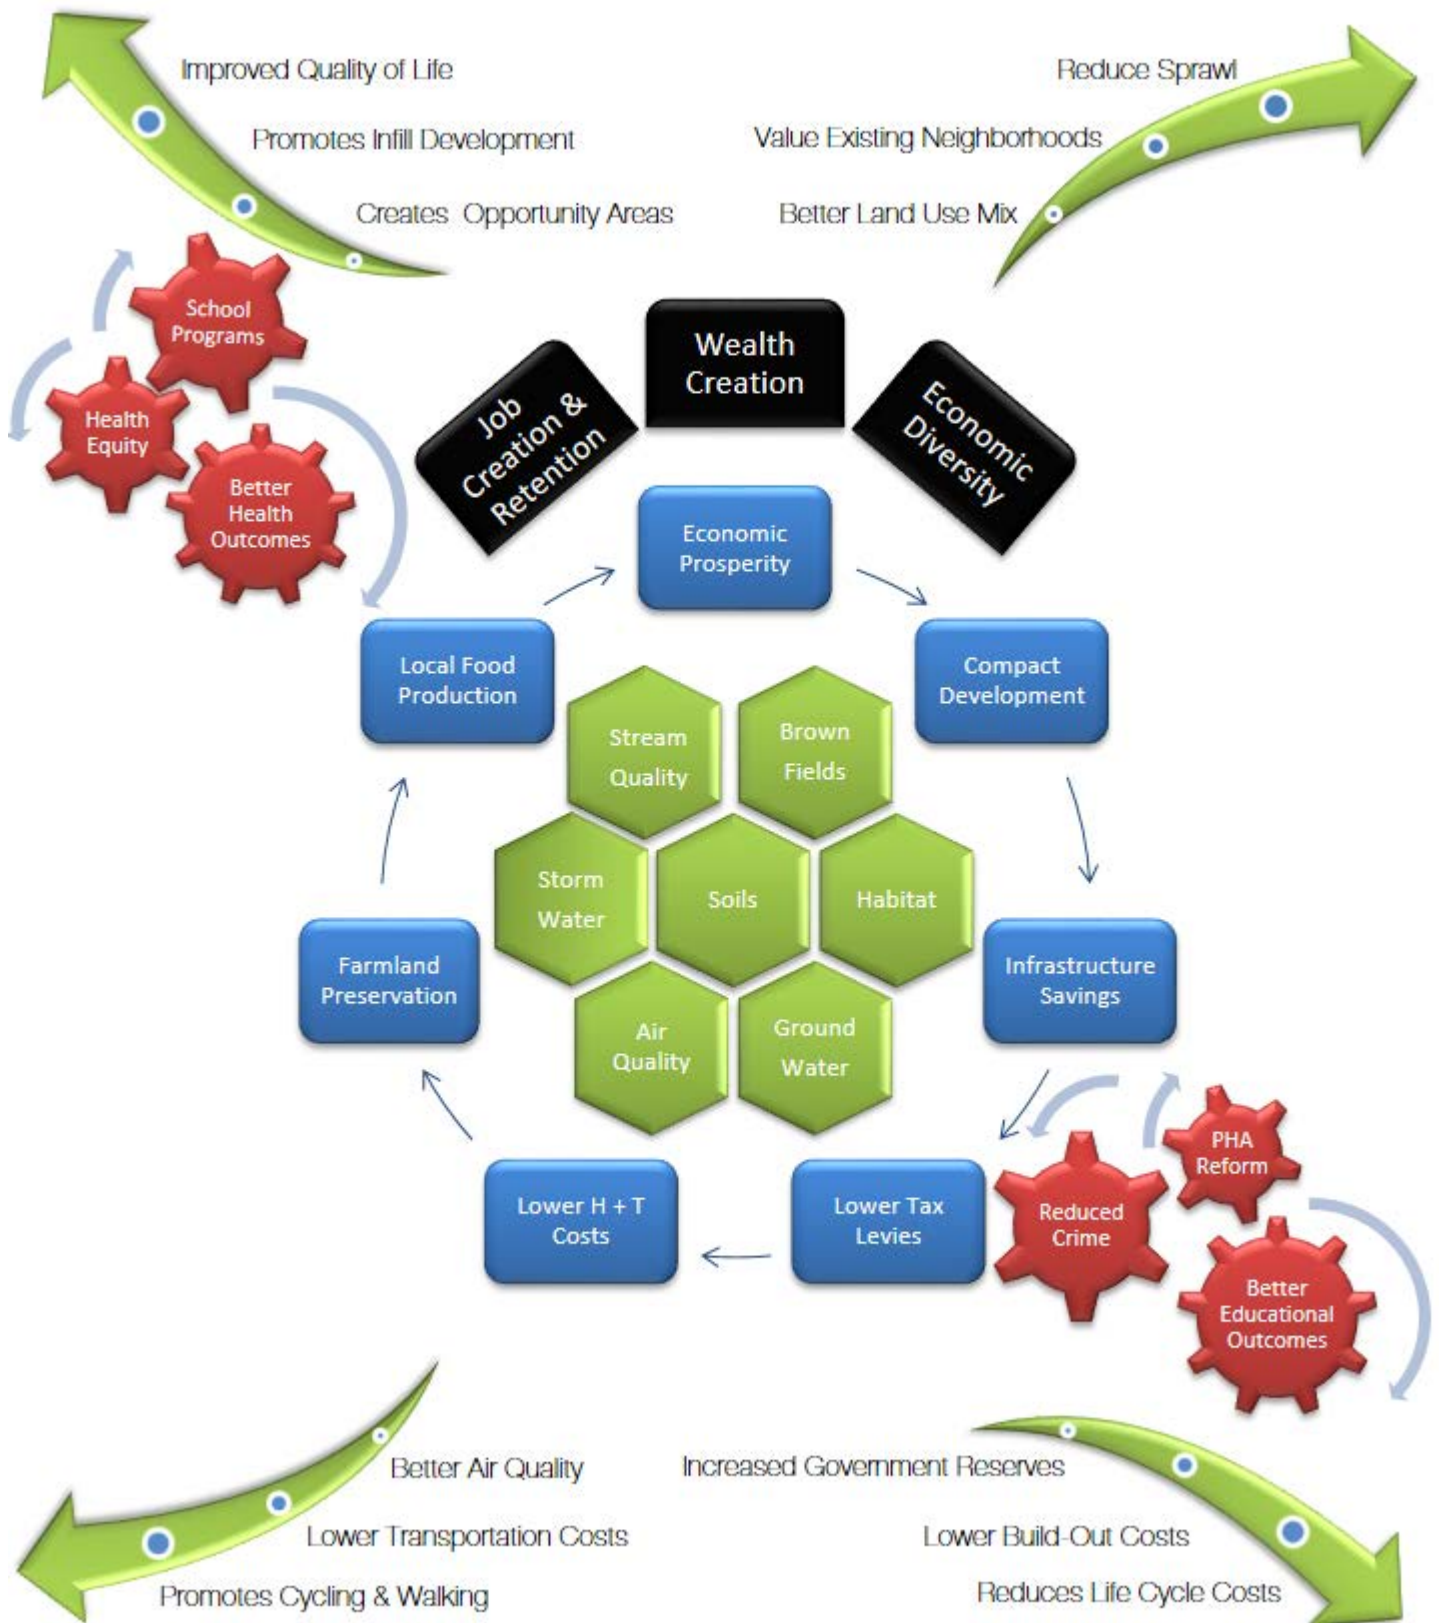 Improved Quality of Life
Promotes Infill Development
Creates Opportunity Areas
Reduce Sprawl
Value Existing Neighborhoods
Better Land Use Mix
School
Programs
Health
Equity
Better
Health
Outcomes
Job
Creation &
Retention
Wealth
Creation
Economic
Diversity
Economic
Prosperity
Local Food
Production
Compact
Development
Stream
Quality
Brown
Fields
Storm
Water
Soils
Habitat
Farmland
Preservation
Infrastructure
Savings
Air
Quality
Ground
Water
Lower H + T
Costs
Lower Tax
Levies
PHA
Reform
Reduced
Crime
Better
Educational
Outcomes
Better Air Quality
Lower Transportation Costs
Promotes Cycling & Walking
Increased Government Reserves
Lower Build-Out Costs
Reduces Life Cycle Costs